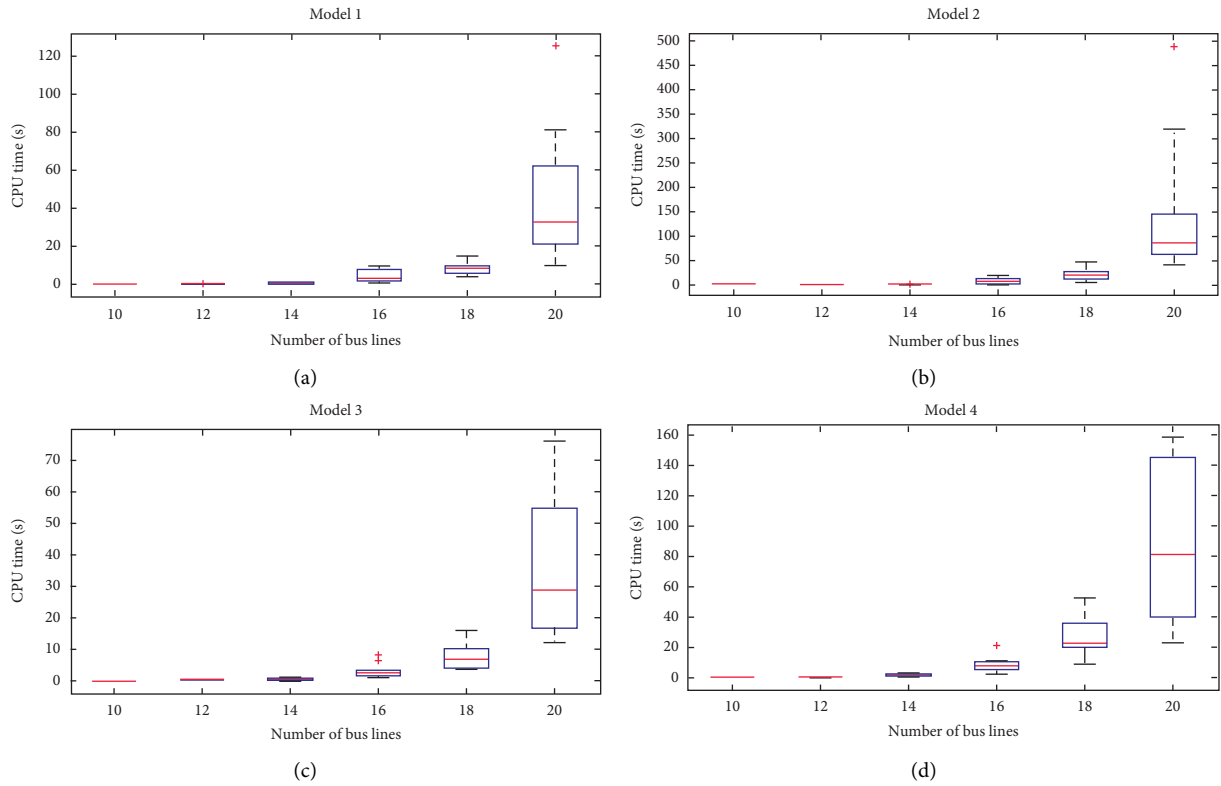 Model 1
CPU time (s)
120
100
80
60
40
20
0
10 12 14 16 18 20
Number of bus lines
(a)
Model 2
CPU time (s)
500
450
400
350
300
250
200
150
100
50
0
10 12 14 16 18 20
Number of bus lines
(b)
Model 3
CPU time (s)
70
60
50
40
30
20
10
0
10 12 14 16 18 20
Number of bus lines
(c)
Model 4
CPU time (s)
160
140
120
100
80
60
40
20
0
10 12 14 16 18 20
Number of bus lines
(d)